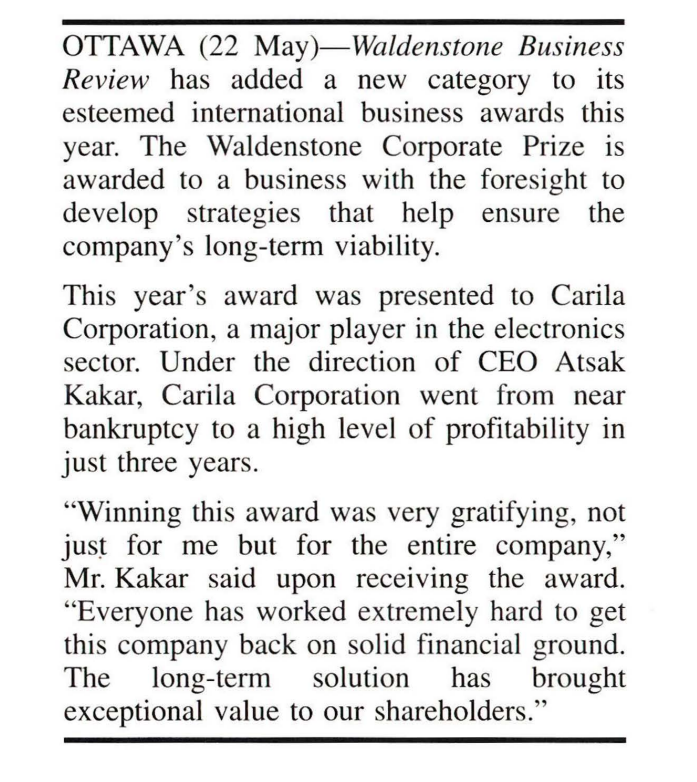 OTTAWA (22 May)—Waldenstone Business
Review has added a new category to its
esteemed international business awards this
year. The Waldenstone Corporate Prize is
awarded to a business with the foresight to
develop strategies that help ensure the
company's long-term viability.
This year's award was presented to Carila
Corporation, a major player in the electronics
sector. Under the direction of CEO Atsak
Kakar, Carila Corporation went from near
bankruptcy to a high level of profitability in
just three years.
“Winning this award was very gratifying, not
just for me but for the entire company,”
Mr. Kakar said upon receiving the award.
“Everyone has worked extremely hard to get
this company back on solid financial ground.
The long-term solution has brought
exceptional value to our shareholders.”